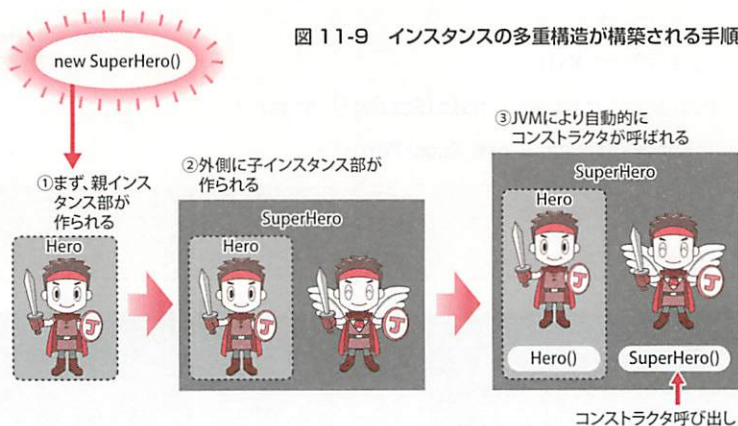 図 11-9 インスタンスの多重構造が構築される手順
new SuperHero()
①まず、親インス
タンス部が
作られる
Hero
J
②外側に子インスタンス部が
作られる
SuperHero
Hero
J
J
③JVMにより自動的に
コンストラクタが呼ばれる
SuperHero
Hero
J
J
Hero()
SuperHero()
コンストラクタ呼び出し